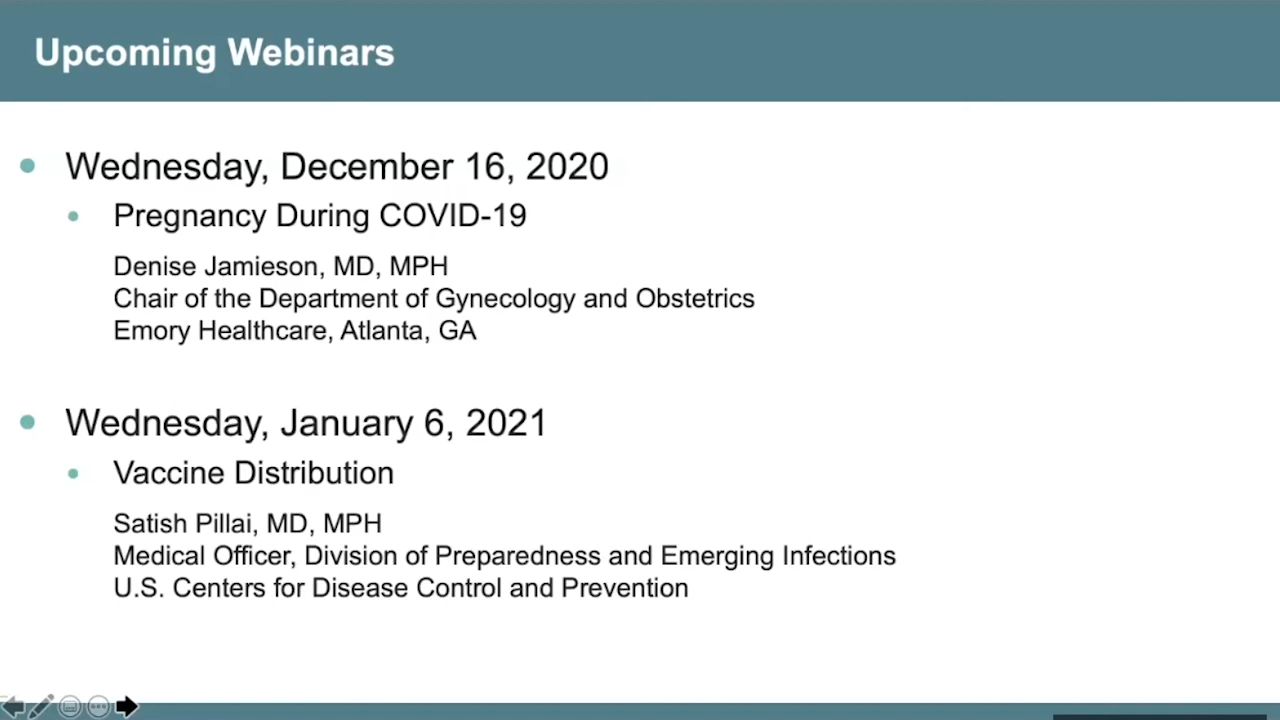 Upcoming Webinars
Wednesday, December 16, 2020
Pregnancy During COVID-19
Denise Jamieson, MD, MPH
Chair of the Department of Gynecology and Obstetrics
Emory Healthcare, Atlanta, GA
Wednesday, January 6, 2021
Vaccine Distribution
Satish Pillai, MD, MPH
Medical Officer, Division of Preparedness and Emerging Infections
U.S. Centers for Disease Control and Prevention